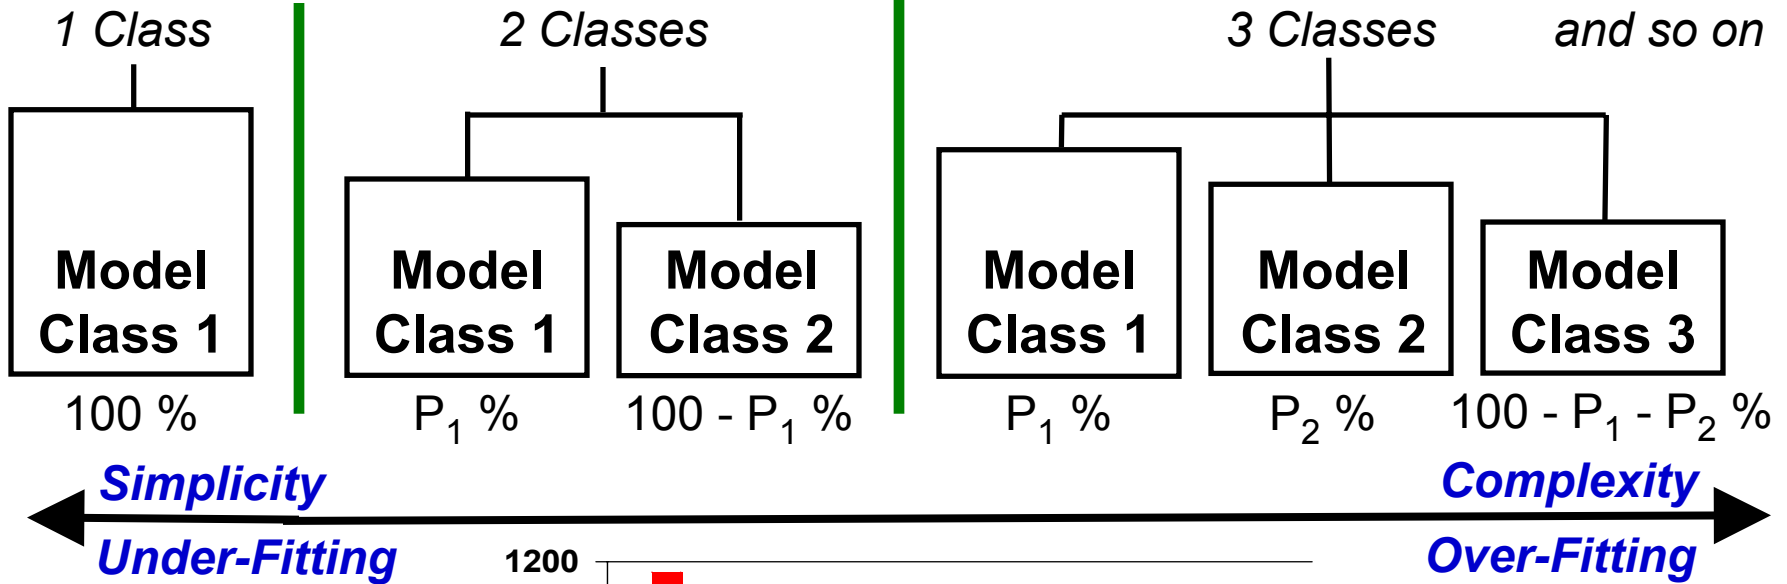 1 Class 2 Classes 3 Classes and so on
Model Class 1
Model Class 1
Model Class 2
Model Class 1
Model Class 2
Model Class 3
100 % P₁ % 100 - P₁ % P₁ % P₂ % 100 - P₁ - P₂ %
Simplicity Complexity
Under-Fitting Over-Fitting
1200